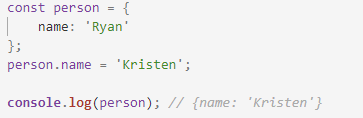 const person = {
    name: 'Ryan'
};
person.name = 'Kristen';

console.log(person); // {name: 'Kristen'}